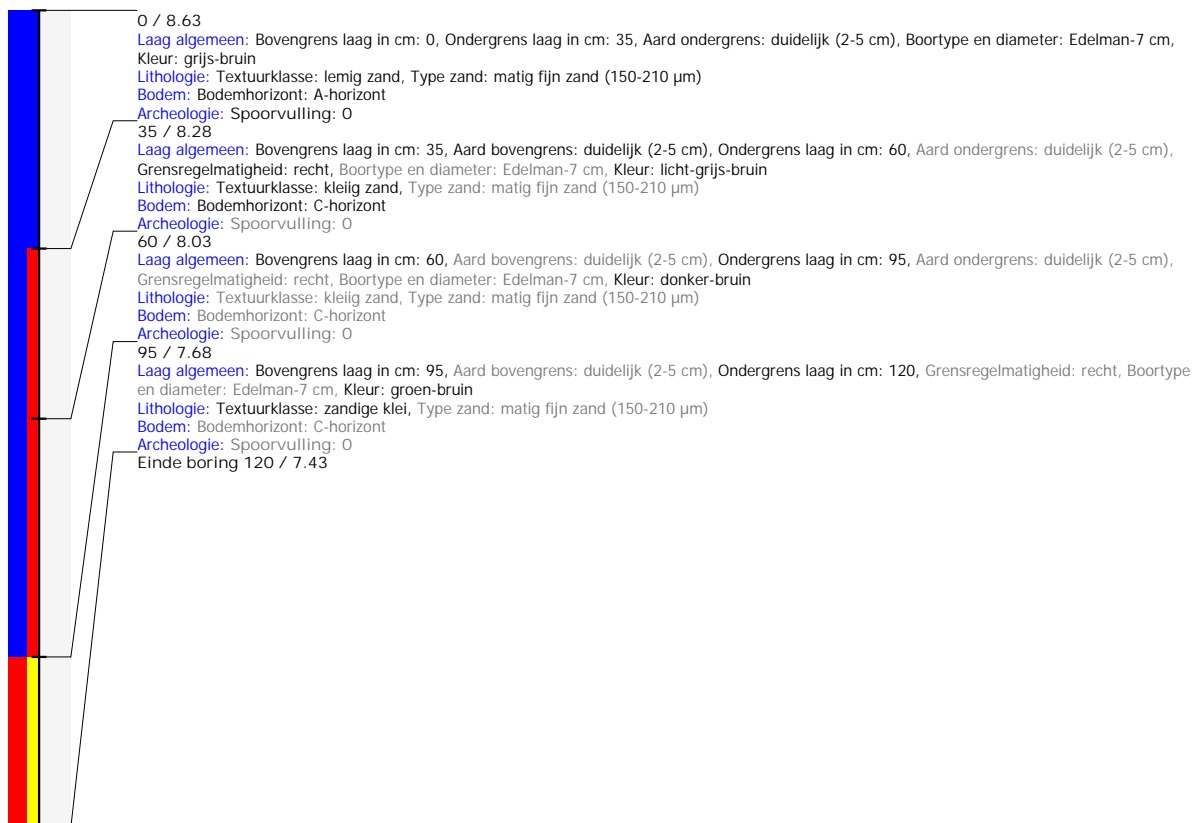 0 / 8.63
Laag algemeen: Bovengrens laag in cm: 0, Ondergrens laag in cm: 35, Aard ondergrens: duidelijk (2-5 cm), Boortype en diameter: Edelman-7 cm,
Kleur: grijs-bruin
Lithologie: Textuurklasse: lemig zand, Type zand: matig fijn zand (150-210 µm)
Bodem: Bodemhorizont: A-horizont
Archeologie: Spoorvulling: 0
35 / 8.28
Laag algemeen: Bovengrens laag in cm: 35, Aard bovengrens: duidelijk (2-5 cm), Ondergrens laag in cm: 60, Aard ondergrens: duidelijk (2-5 cm),
Grensregelmatigheid: recht, Boortype en diameter: Edelman-7 cm, Kleur: licht-grijs-bruin
Lithologie: Textuurklasse: kleiig zand, Type zand: matig fijn zand (150-210 µm)
Bodem: Bodemhorizont: C-horizont
Archeologie: Spoorvulling: 0
60 / 8.03
Laag algemeen: Bovengrens laag in cm: 60, Aard bovengrens: duidelijk (2-5 cm), Ondergrens laag in cm: 95, Aard ondergrens: duidelijk (2-5 cm),
Grensregelmatigheid: recht, Boortype en diameter: Edelman-7 cm, Kleur: donker-bruin
Lithologie: Textuurklasse: kleiig zand, Type zand: matig fijn zand (150-210 µm)
Bodem: Bodemhorizont: C-horizont
Archeologie: Spoorvulling: 0
95 / 7.68
Laag algemeen: Bovengrens laag in cm: 95, Aard bovengrens: duidelijk (2-5 cm), Ondergrens laag in cm: 120, Grensregelmatigheid: recht, Boortype
en diameter: Edelman-7 cm, Kleur: groen-bruin
Lithologie: Textuurklasse: zandige klei, Type zand: matig fijn zand (150-210 µm)
Bodem: Bodemhorizont: C-horizont
Archeologie: Spoorvulling: 0
Einde boring 120 / 7.43